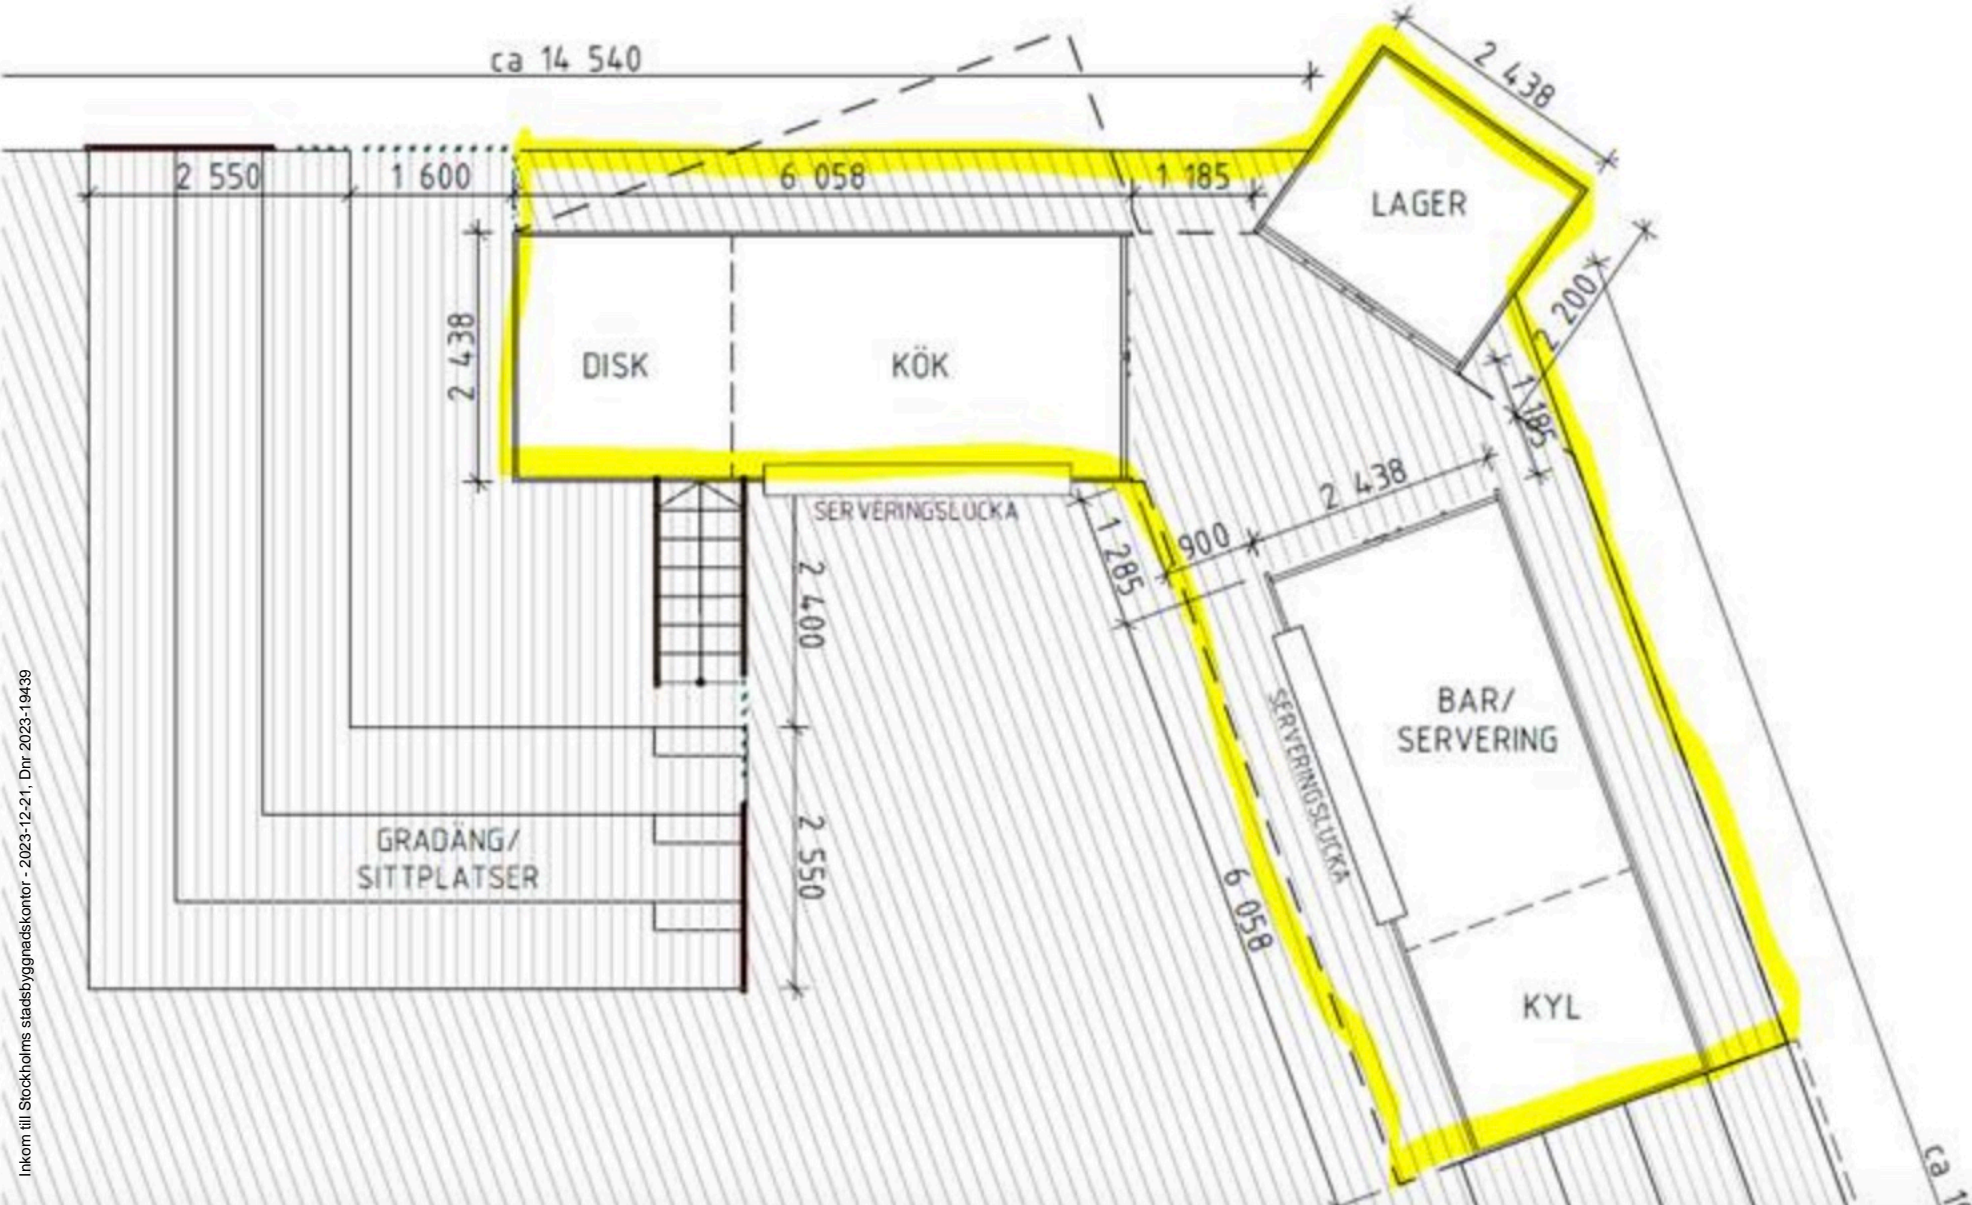 ca 14 540
2 438
2 550
1 600
6 058
1 185
LAGER
2 200
2 438
DISK
KÖK
1 185
2 438
SERVERINGSLUCKA
900
1 285
2 400
BAR/
SERVERING
SERVERINGSLUCKA
GRADÄNG/
SITTPLATSER
2 550
6 058
KYL
ca 1
Inkom till Stockholms stadsbyggnadskontor - 2023-12-21, Dnr 2023-19439